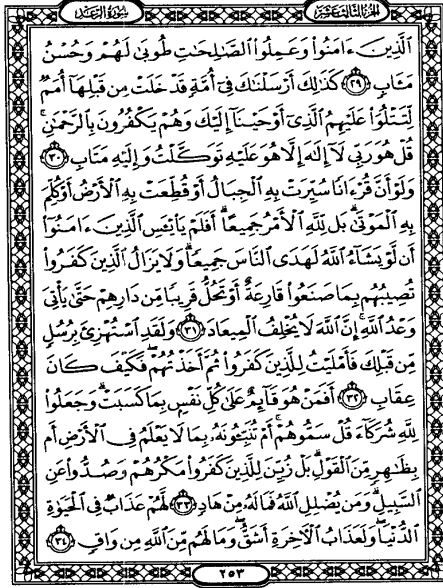 سورة الرعد
الجزء الثالث عشر
الَّذِينَ ءَامَنُوا۟ وَعَمِلُوا۟ الصَّٰلِحَٰتِ طُوبَىٰ لَهُمْ وَحُسْنُ
مَـَٔابٍ ٢٩ كَذَٰلِكَ أَرْسَلْنَٰكَ فِىٓ أُمَّةٍ قَدْ خَلَتْ مِن قَبْلِهَآ أُمَمٌ
لِّتَتْلُوَا۟ عَلَيْهِمُ الَّذِىٓ أَوْحَيْنَآ إِلَيْكَ وَهُمْ يَكْفُرُونَ بِالرَّحْمَٰنِ ۚ
قُلْ هُوَ رَبِّى لَآ إِلَٰهَ إِلَّا هُوَ عَلَيْهِ تَوَكَّلْتُ وَإِلَيْهِ مَتَابِ ٣٠
وَلَوْ أَنَّ قُرْءَانًا سُيِّرَتْ بِهِ الْجِبَالُ أَوْ قُطِّعَتْ بِهِ الْأَرْضُ أَوْ كُلِّمَ
بِهِ الْمَوْتَىٰ ۗ بَل لِّلَّهِ الْأَمْرُ جَمِيعًا ۗ أَفَلَمْ يَا۟يْـَٔسِ الَّذِينَ ءَامَنُوٓا۟
أَن لَّوْ يَشَآءُ اللَّهُ لَهَدَى النَّاسَ جَمِيعًا ۗ وَلَا يَزَالُ الَّذِينَ كَفَرُوا۟
تُصِيبُهُم بِمَا صَنَعُوا۟ قَارِعَةٌ أَوْ تَحُلُّ قَرِيبًا مِّن دَارِهِمْ حَتَّىٰ يَأْتِىَ
وَعْدُ اللَّهِ ۚ إِنَّ اللَّهَ لَا يُخْلِفُ الْمِيعَادَ ٣١ وَلَقَدِ اسْتُهْزِئَ بِرُسُلٍ
مِّن قَبْلِكَ فَأَمْلَيْتُ لِلَّذِينَ كَفَرُوا۟ ثُمَّ أَخَذْتُهُمْ ۖ فَكَيْفَ كَانَ
عِقَابِ ٣٢ أَفَمَنْ هُوَ قَآئِمٌ عَلَىٰ كُلِّ نَفْسٍۭ بِمَا كَسَبَتْ ۗ وَجَعَلُوا۟
لِلَّهِ شُرَكَآءَ قُلْ سَمُّوهُمْ ۚ أَمْ تُنَبِّـُٔونَهُۥ بِمَا لَا يَعْلَمُ فِى الْأَرْضِ أَم
بِظَٰهِرٍ مِّنَ الْقَوْلِ ۗ بَلْ زُيِّنَ لِلَّذِينَ كَفَرُوا۟ مَكْرُهُمْ وَصُدُّوا۟ عَنِ
السَّبِيلِ ۗ وَمَن يُضْلِلِ اللَّهُ فَمَا لَهُۥ مِنْ هَادٍ ٣٣ لَّهُمْ عَذَابٌ فِى الْحَيَوٰةِ
الدُّنْيَا ۖ وَلَعَذَابُ الْآخِرَةِ أَشَقُّ ۖ وَمَا لَهُم مِّنَ اللَّهِ مِن وَاقٍ ٣٤
٢٥٣